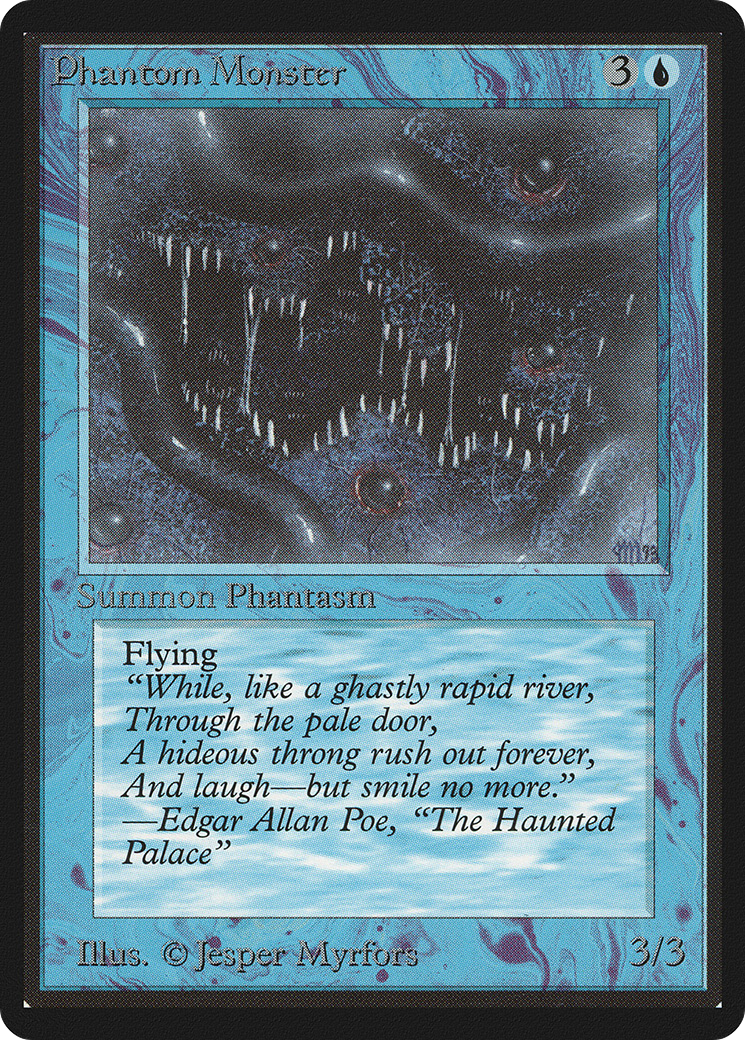 Phantom Monster 3
JM93
Summon Phantasm
Flying
“While, like a ghastly rapid river,
Through the pale door,
A hideous throng rush out forever,
And laugh—but smile no more.”
—Edgar Allan Poe, “The Haunted
Palace”
Illus. © Jesper Myrfors 3/3